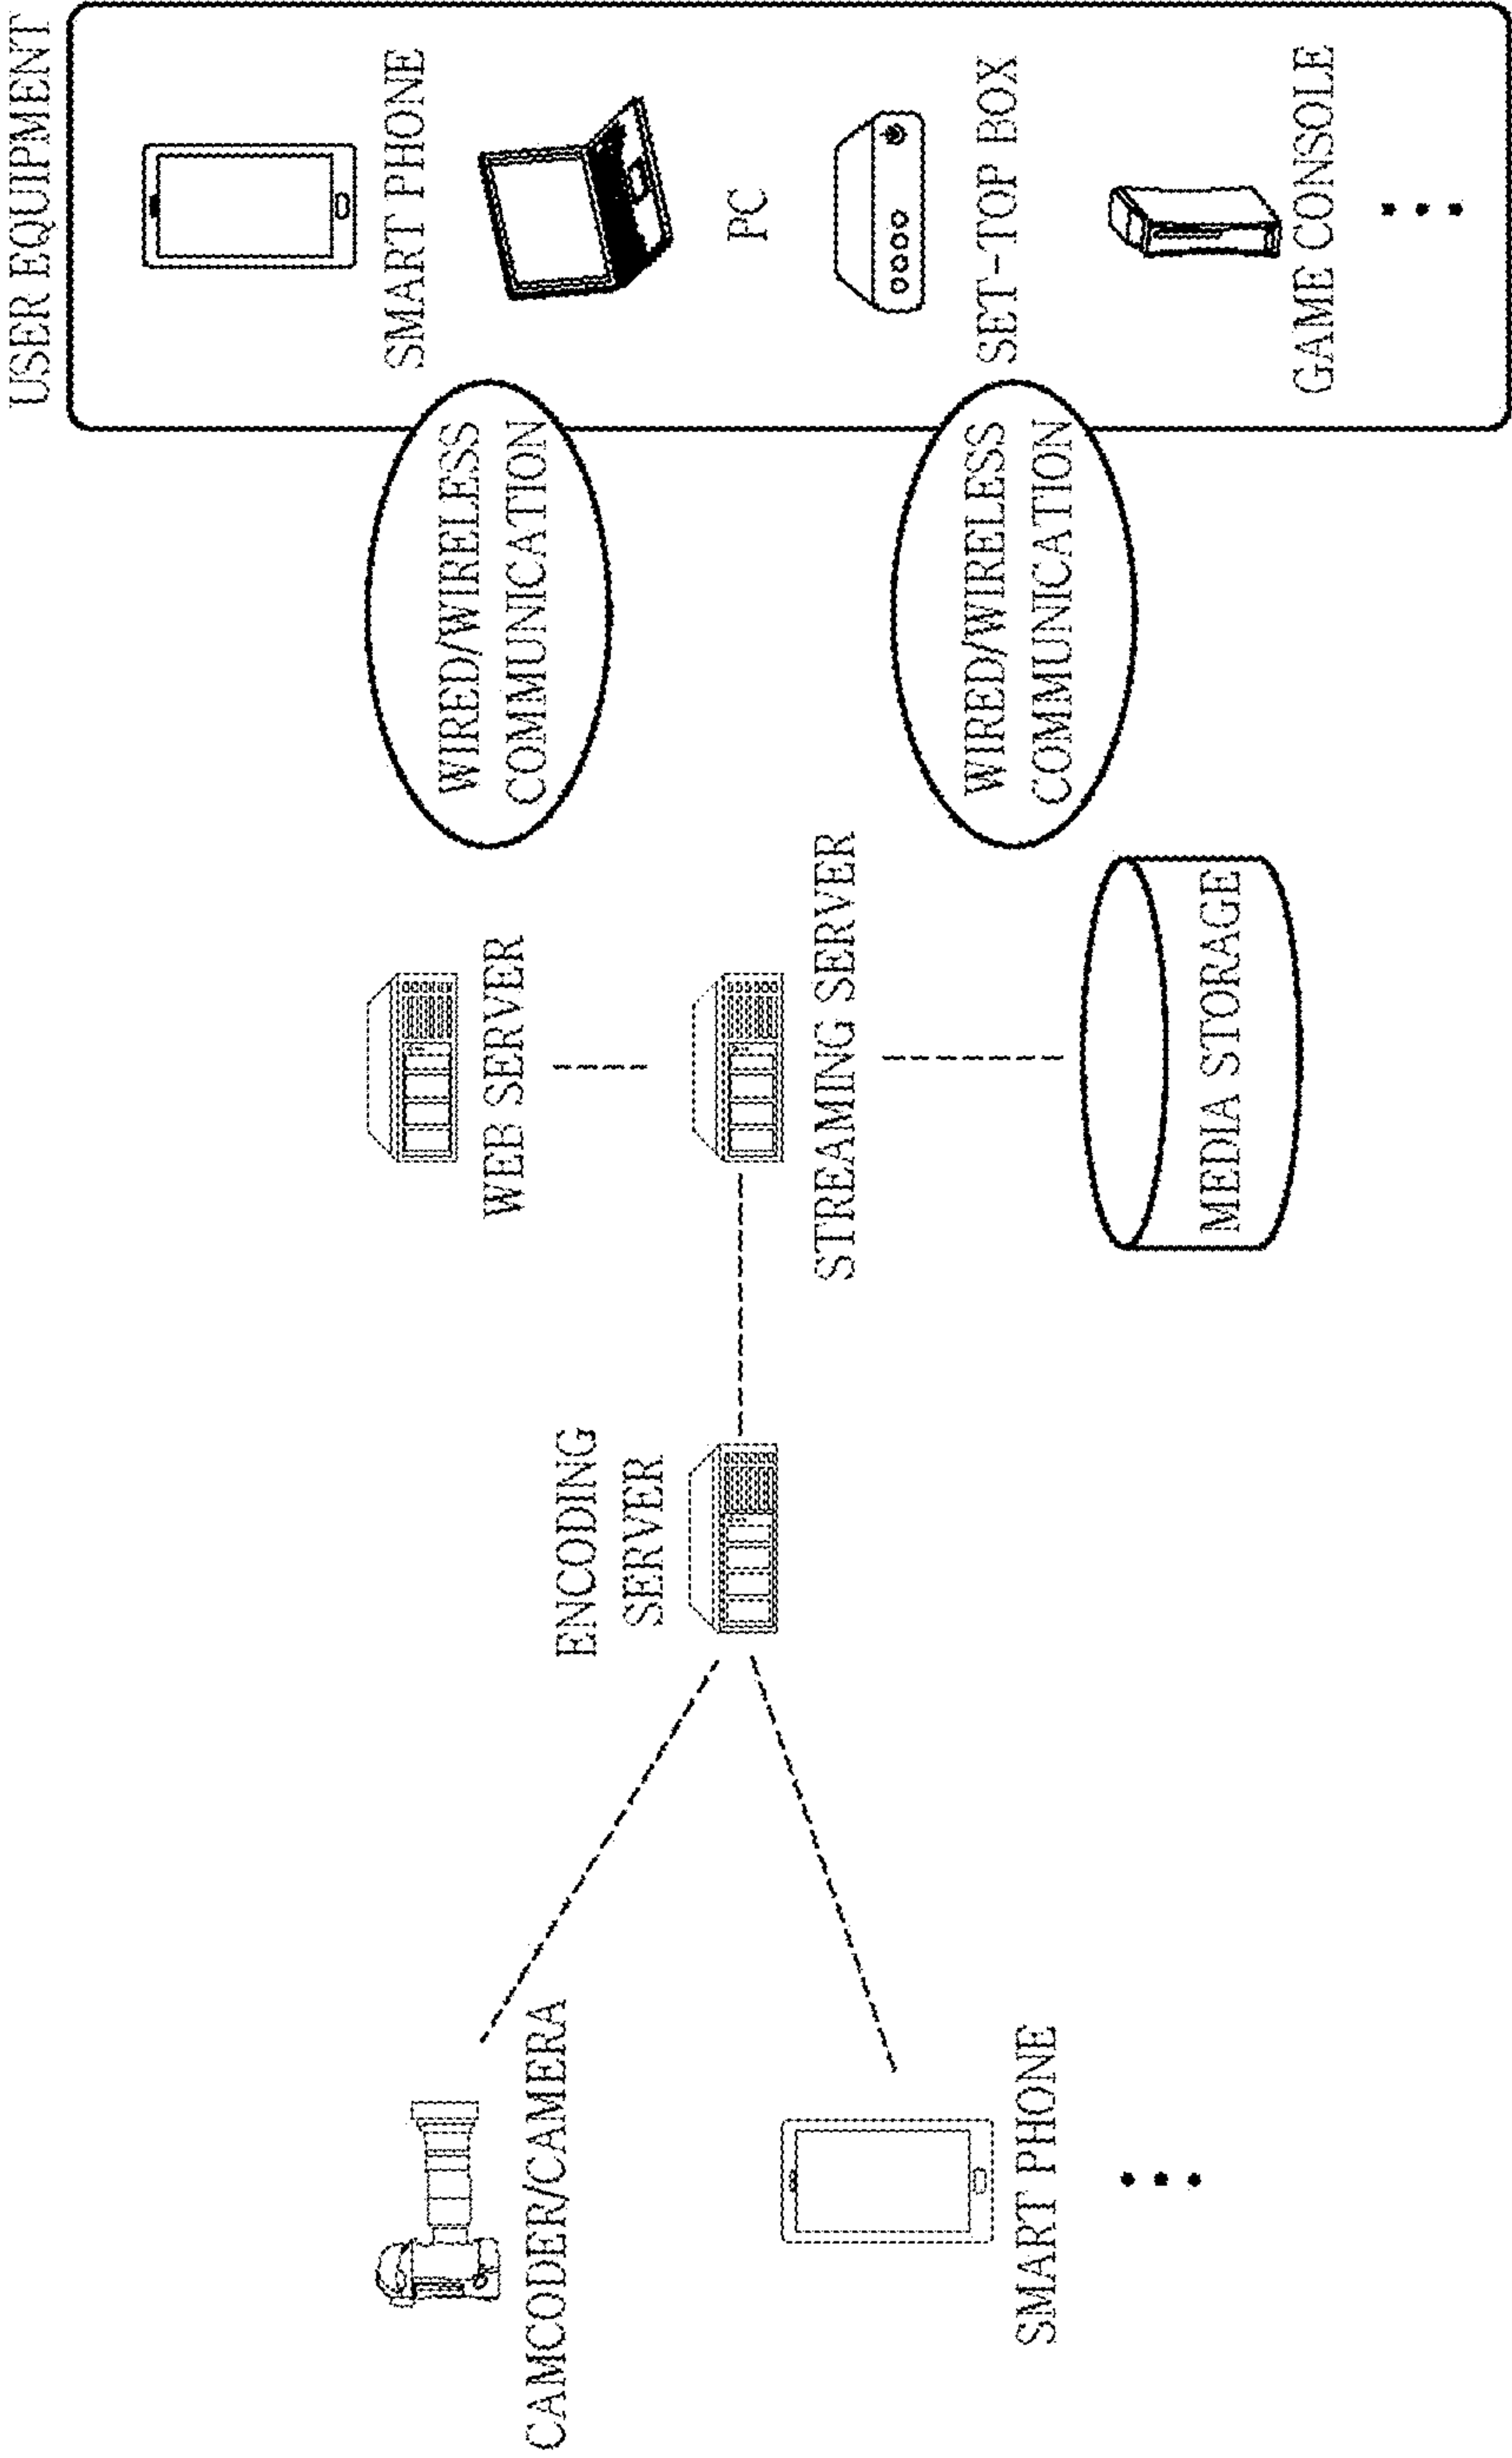 CAMCODER/CAMERA
SMART PHONE
ENCODING
SERVER
WEB SERVER
STREAMING SERVER
MEDIA STORAGE
WIRED/WIRELESS
COMMUNICATION
WIRED/WIRELESS
COMMUNICATION
USER EQUIPMENT
SMART PHONE
PC
SET-TOP BOX
GAME CONSOLE